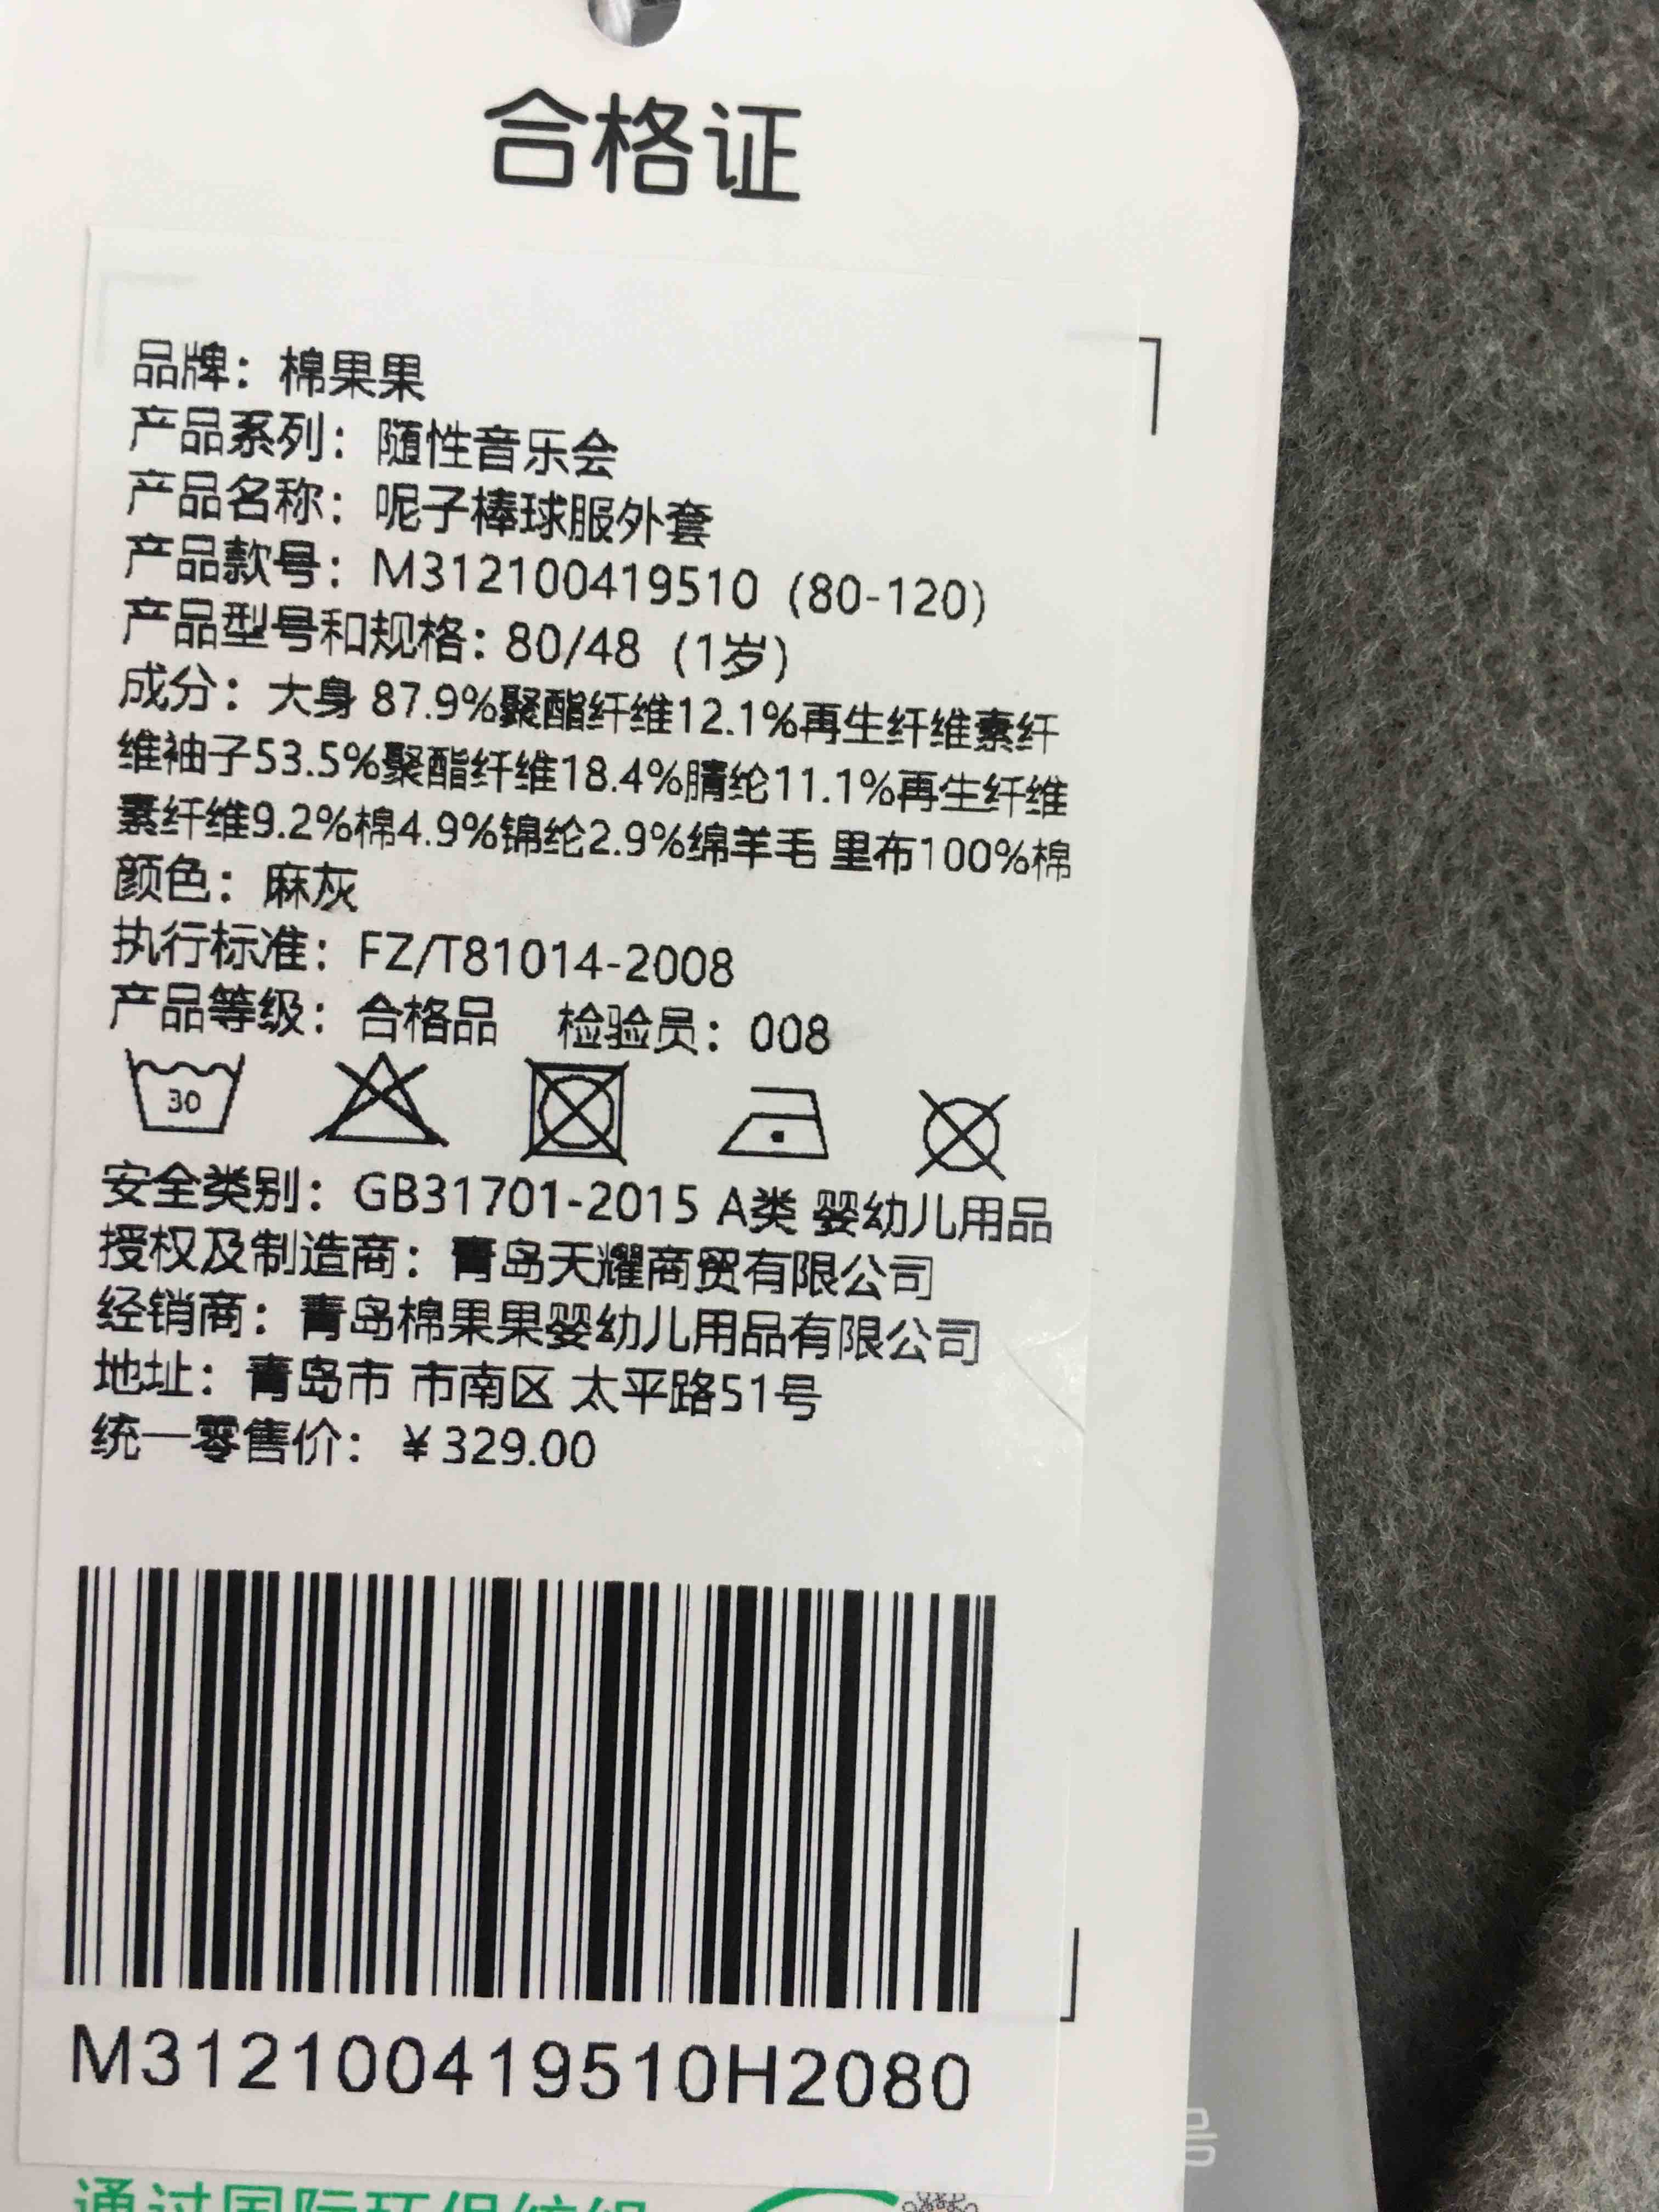 合格证
品牌：棉果果
产品系列：随性音乐会
产品名称：呢子棒球服外套
产品款号：M312100419510（80-120）
产品型号和规格：80/48（1岁）
成分：大身 87.9%聚酯纤维12.1%再生纤维素纤
维袖子53.5%聚酯纤维18.4%腈纶11.1%再生纤维
素纤维9.2%棉4.9%锦纶2.9%绵羊毛 里布100%棉
颜色：麻灰
执行标准：FZ/T81014-2008
产品等级：合格品 检验员：008
30
安全类别：GB31701-2015 A类 婴幼儿用品
授权及制造商：青岛天耀商贸有限公司
经销商：青岛棉果果婴幼儿用品有限公司
地址：青岛市 市南区 太平路51号
统一零售价：￥329.00
M312100419510H2080
通过国际环保纺织